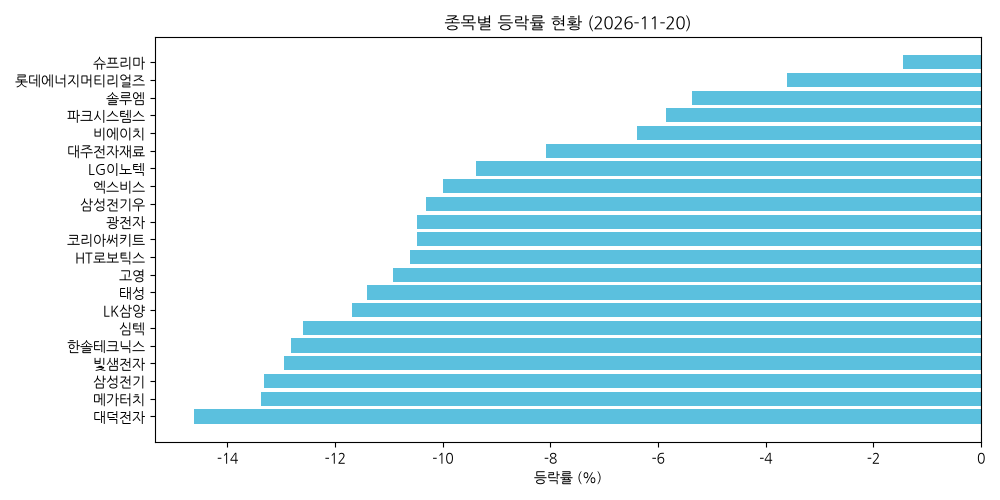 종목별 등락률 현황 (2026-11-20)
슈프리마
롯데에너지머티리얼즈
솔루엠
파크시스템스
비에이치
대주전자재료
LG이노텍
엑스비스
삼성전기우
광전자
코리아써키트
HT로보틱스
고영
태성
LK삼양
심텍
한솔테크닉스
빛샘전자
삼성전기
메가터치
대덕전자
-14 -12 -10 -8 -6 -4 -2 0
등락률 (%)